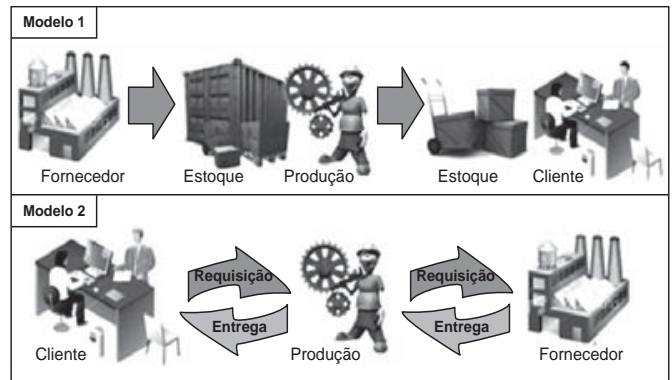 Modelo 1
Fornecedor Estoque Produção Estoque Cliente
Modelo 2
Requisição Requisição
Entrega Entrega
Cliente Produção Fornecedor